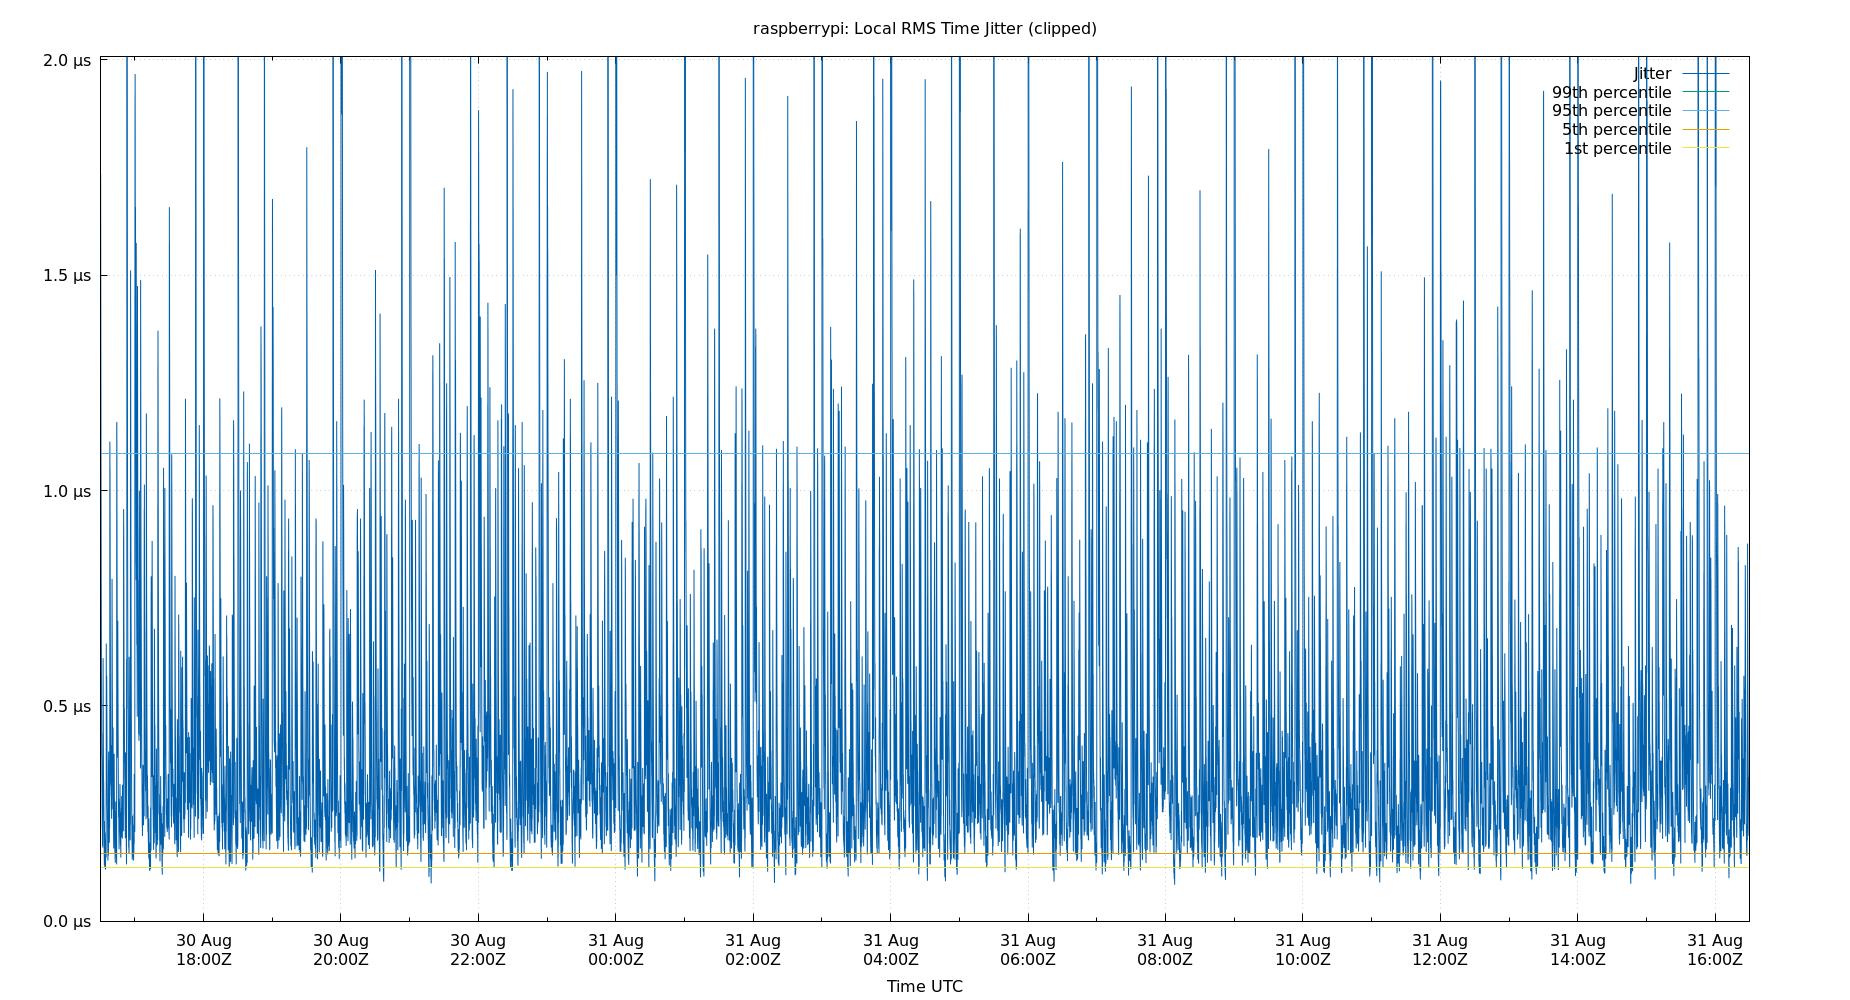 raspberrypi: Local RMS Time Jitter (clipped)
2.0 μs
1.5 μs
1.0 μs
0.5 μs
0.0 μs
Jitter
99th percentile
95th percentile
5th percentile
1st percentile
30 Aug 30 Aug 30 Aug 31 Aug 31 Aug 31 Aug 31 Aug 31 Aug 31 Aug 31 Aug 31 Aug 31 Aug
18:00Z 20:00Z 22:00Z 00:00Z 02:00Z 04:00Z 06:00Z 08:00Z 10:00Z 12:00Z 14:00Z 16:00Z
Time UTC